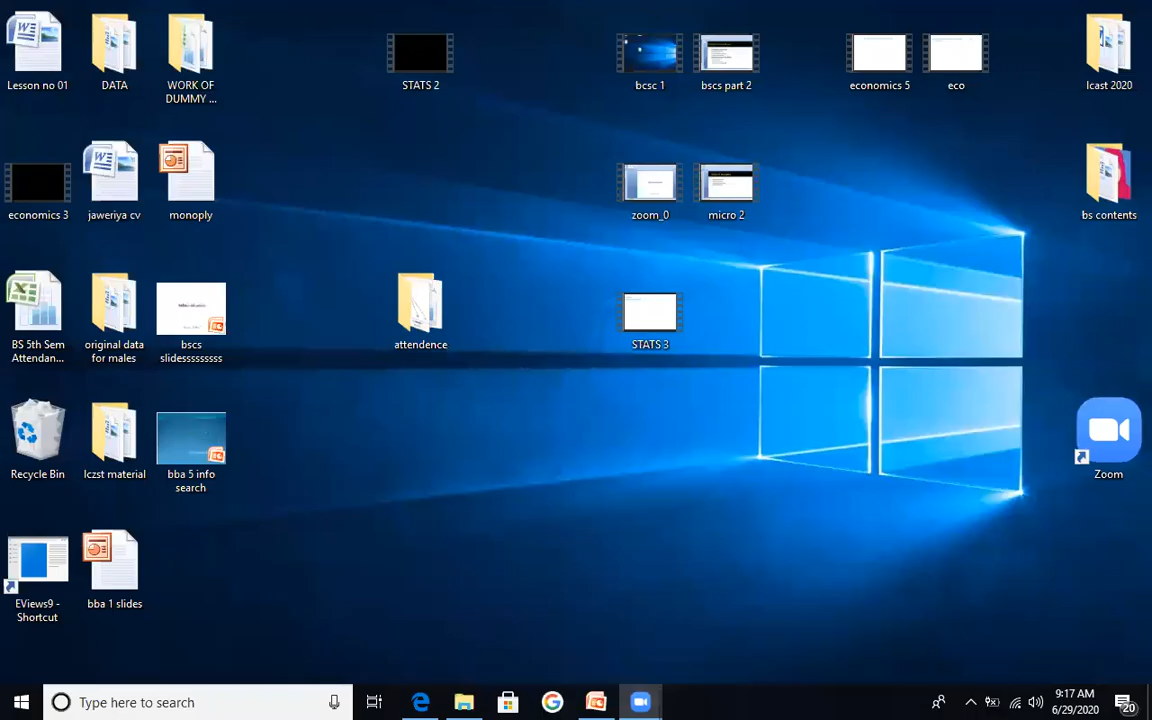 Lesson no 01
DATA
WORK OF
DUMMY ...
STATS 2
bcsc 1
bscs part 2
economics 5
eco
Icast 2020
economics 3
jaweriya cv
monoply
zoom_0
micro 2
bs contents
BS 5th Sem
Attendan...
original data
for males
bscs
slidesssssssss
attendence
STATS 3
Recycle Bin
lczst material
bba 5 info
search
Zoom
EViews9 -
Shortcut
bba 1 slides
Type here to search
9:17 AM
6/29/2020
20